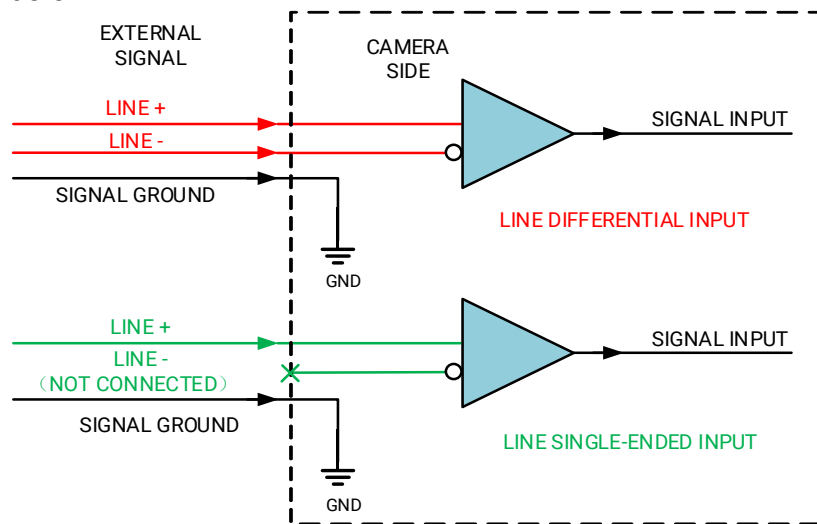 EXTERNAL
SIGNAL
CAMERA
SIDE
LINE +
LINE -
SIGNAL GROUND
SIGNAL INPUT
LINE DIFFERENTIAL INPUT
GND
LINE +
LINE -
（NOT CONNECTED）
SIGNAL GROUND
SIGNAL INPUT
LINE SINGLE-ENDED INPUT
GND